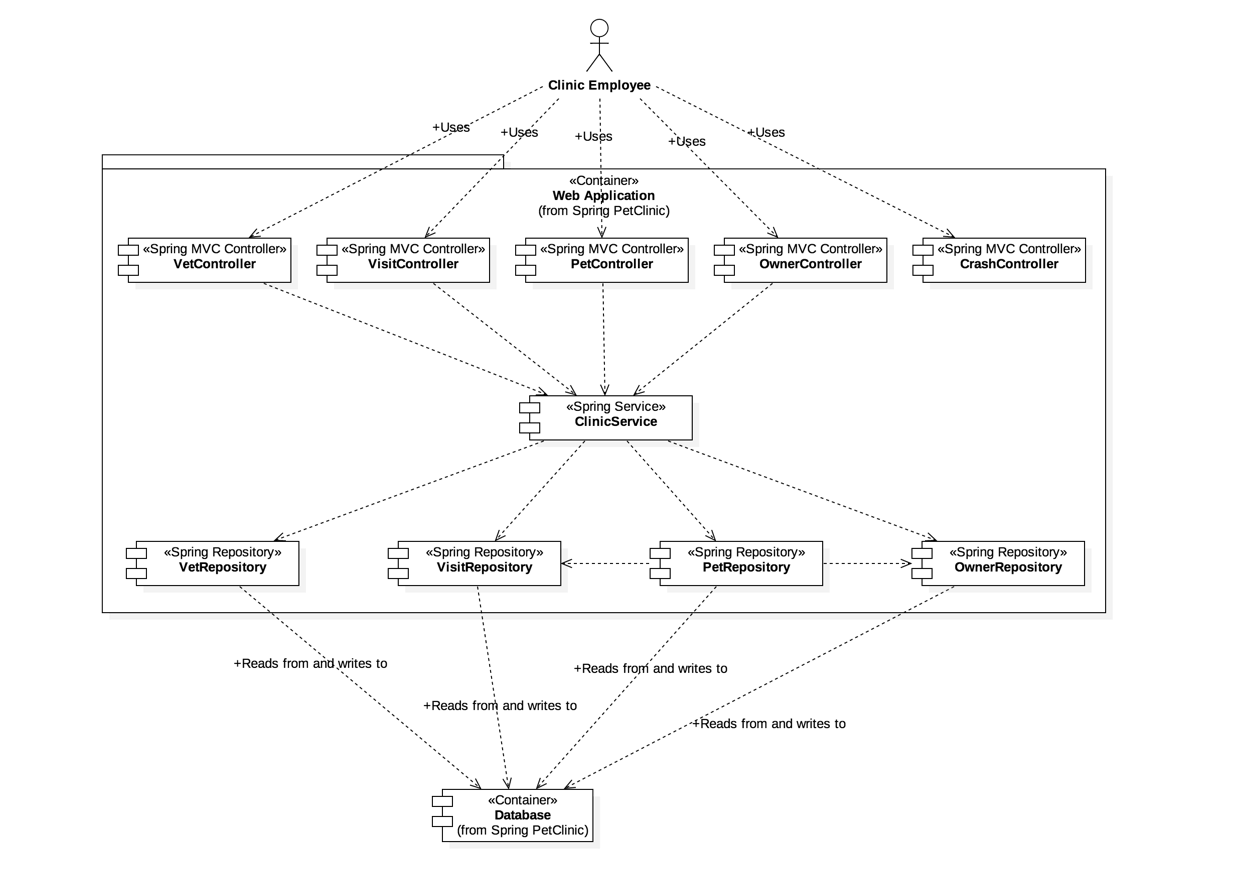 Clinic Employee
+Uses
+Uses
+Uses
+Uses
+Uses
«Container»
Web Application
(from Spring PetClinic)
«Spring MVC Controller»
VetController
«Spring MVC Controller»
VisitController
«Spring MVC Controller»
PetController
«Spring MVC Controller»
OwnerController
«Spring MVC Controller»
CrashController
«Spring Service»
ClinicService
«Spring Repository»
VetRepository
«Spring Repository»
VisitRepository
«Spring Repository»
PetRepository
«Spring Repository»
OwnerRepository
+Reads from and writes to
+Reads from and writes to
+Reads from and writes to
+Reads from and writes to
«Container»
Database
(from Spring PetClinic)